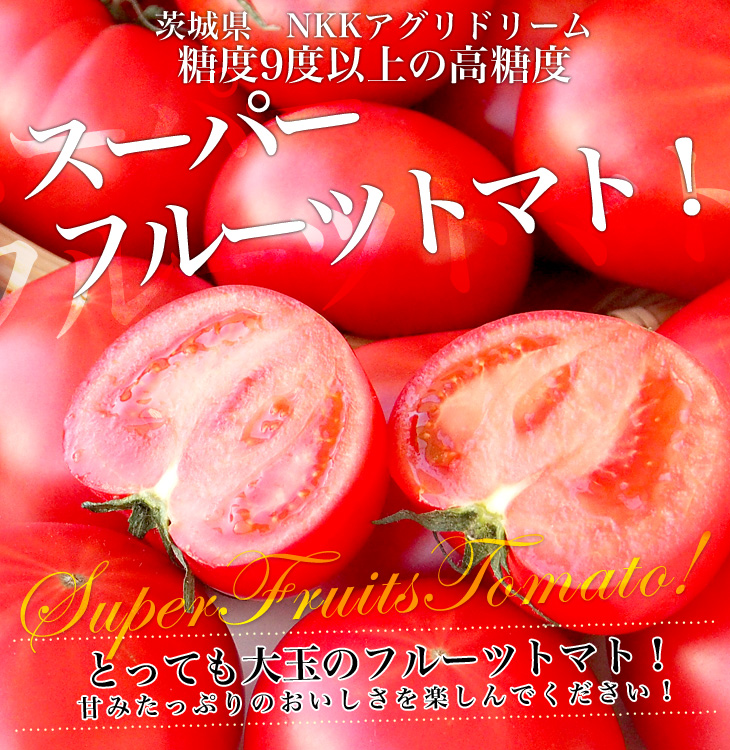 茨城県　NKKアグリドリーム
糖度9度以上の高糖度
スーパー
フルーツトマト！
Super Fruits Tomato!
とっても大玉のフルーツトマト！
甘みたっぷりのおいしさを楽しんでください！